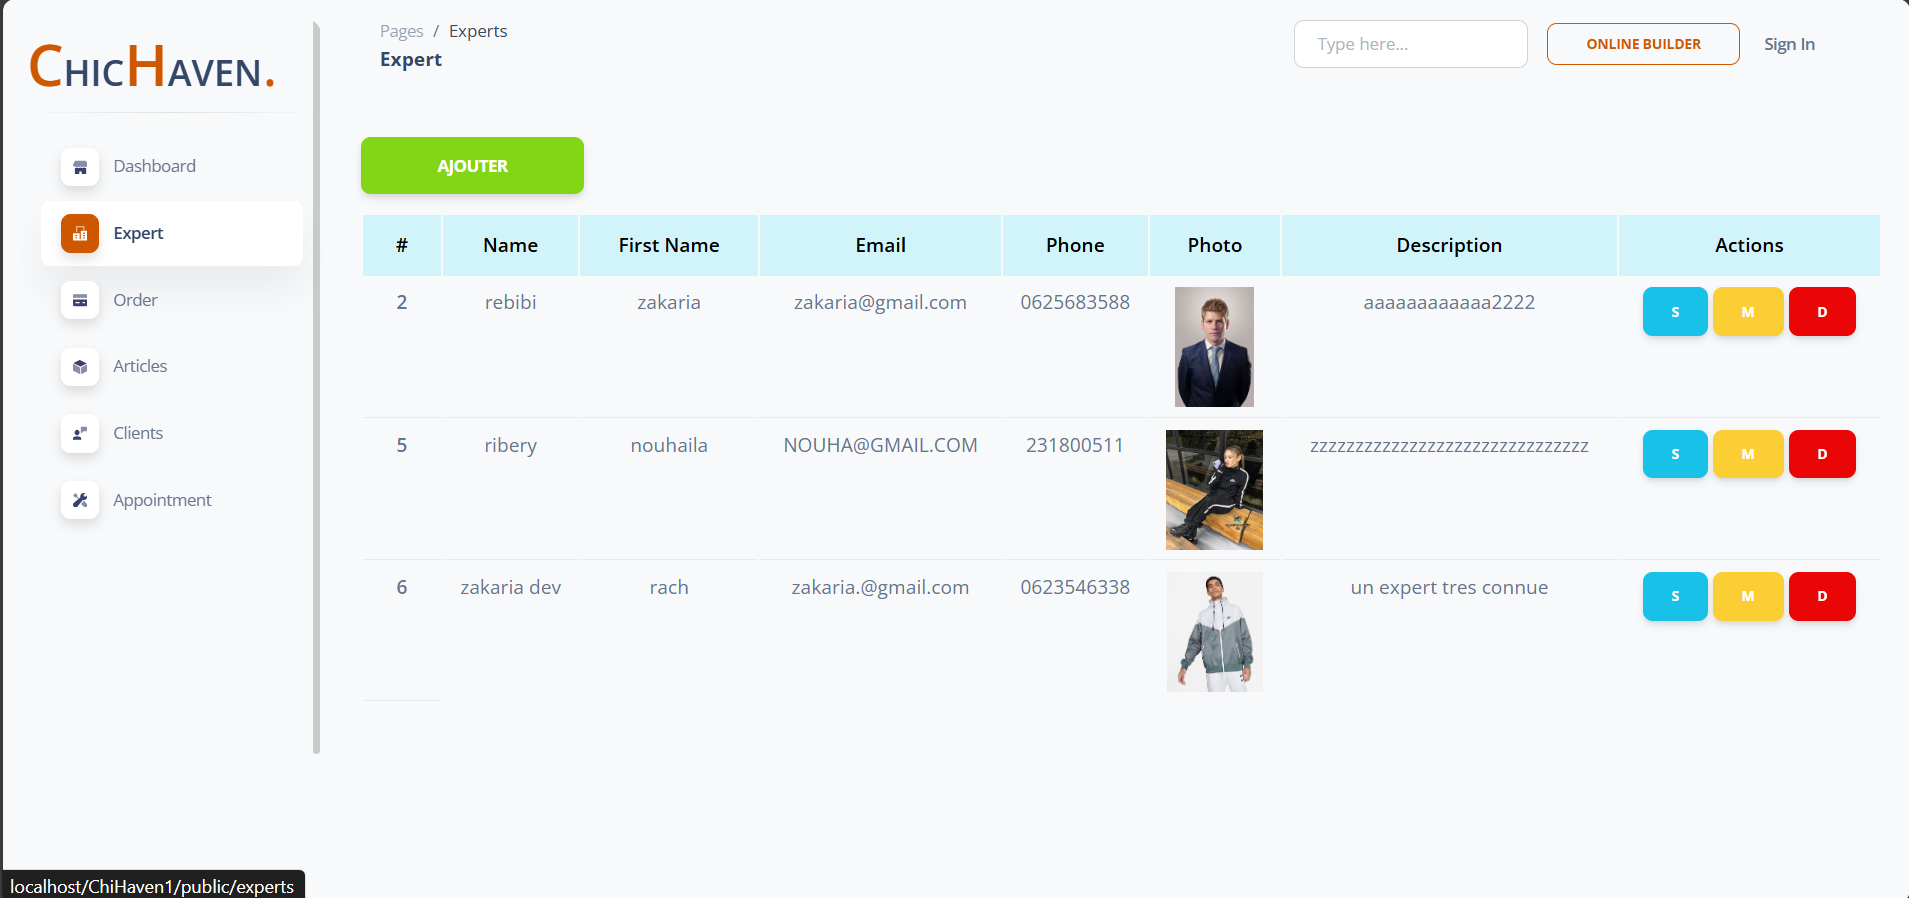 ChicHaven.
Pages / Experts
Expert
Type here...
ONLINE BUILDER
Sign In
Dashboard
Expert
Order
Articles
Clients
Appointment
AJOUTER
# Name First Name Email Phone Photo Description Actions
2 rebibi zakaria zakaria@gmail.com 0625683588 aaaaaaaaaaaa2222 S M D
5 ribery nouhaila NOUHA@GMAIL.COM 231800511 zzzzzzzzzzzzzzzzzzzzzzzzzzzzzzz S M D
6 zakaria dev rach zakaria.@gmail.com 0623546338 un expert tres connue S M D
localhost/ChiHaven1/public/experts